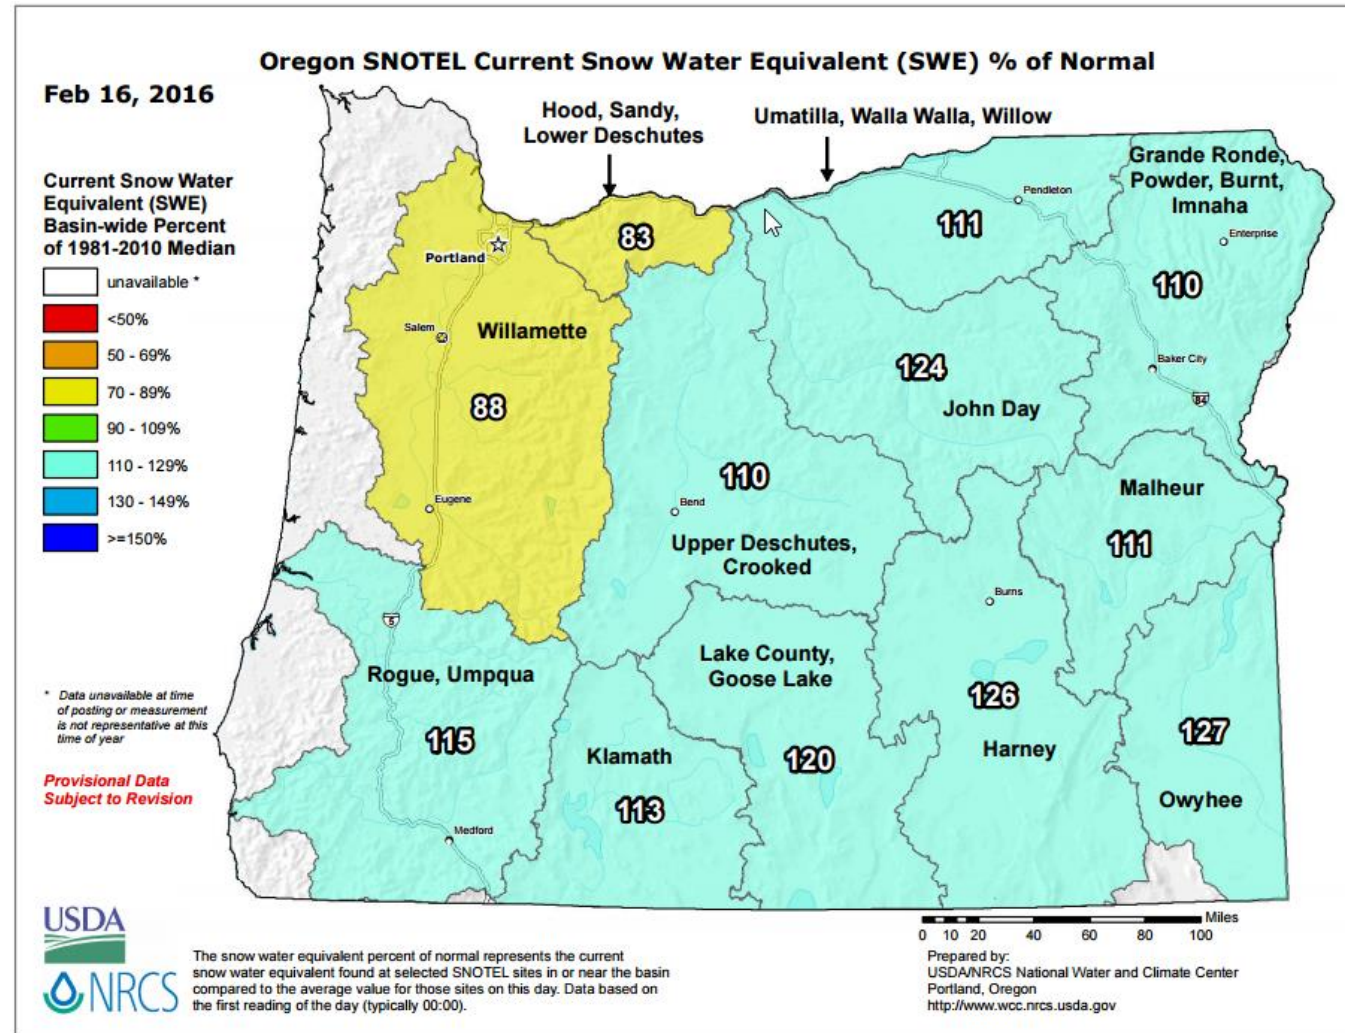 Oregon SNOTEL Current Snow Water Equivalent (SWE) % of Normal
Feb 16, 2016
Hood, Sandy,
Lower Deschutes
Umatilla, Walla Walla, Willow
Current Snow Water
Equivalent (SWE)
Basin-wide Percent
of 1981-2010 Median
unavailable *
<50%
50 - 69%
70 - 89%
90 - 109%
110 - 129%
130 - 149%
>=150%
Grande Ronde,
Powder, Burnt,
Imnaha
Pendleton
Enterprise
111
83
Portland
110
Salem
Willamette
Baker City
124
84
88
John Day
110
Malheur
Eugene
Bend
111
Upper Deschutes,
Crooked
Burns
5
Lake County,
Goose Lake
Rogue, Umpqua
126
127
115
Klamath
120
Harney
113
Owyhee
Medford
* Data unavailable at time
of posting or measurement
is not representative at this
time of year
Provisional Data
Subject to Revision
USDA
NRCS
The snow water equivalent percent of normal represents the current
snow water equivalent found at selected SNOTEL sites in or near the basin
compared to the average value for those sites on this day. Data based on
the first reading of the day (typically 00:00).
Miles
0 10 20 40 60 80 100
Prepared by:
USDA/NRCS National Water and Climate Center
Portland, Oregon
http://www.wcc.nrcs.usda.gov